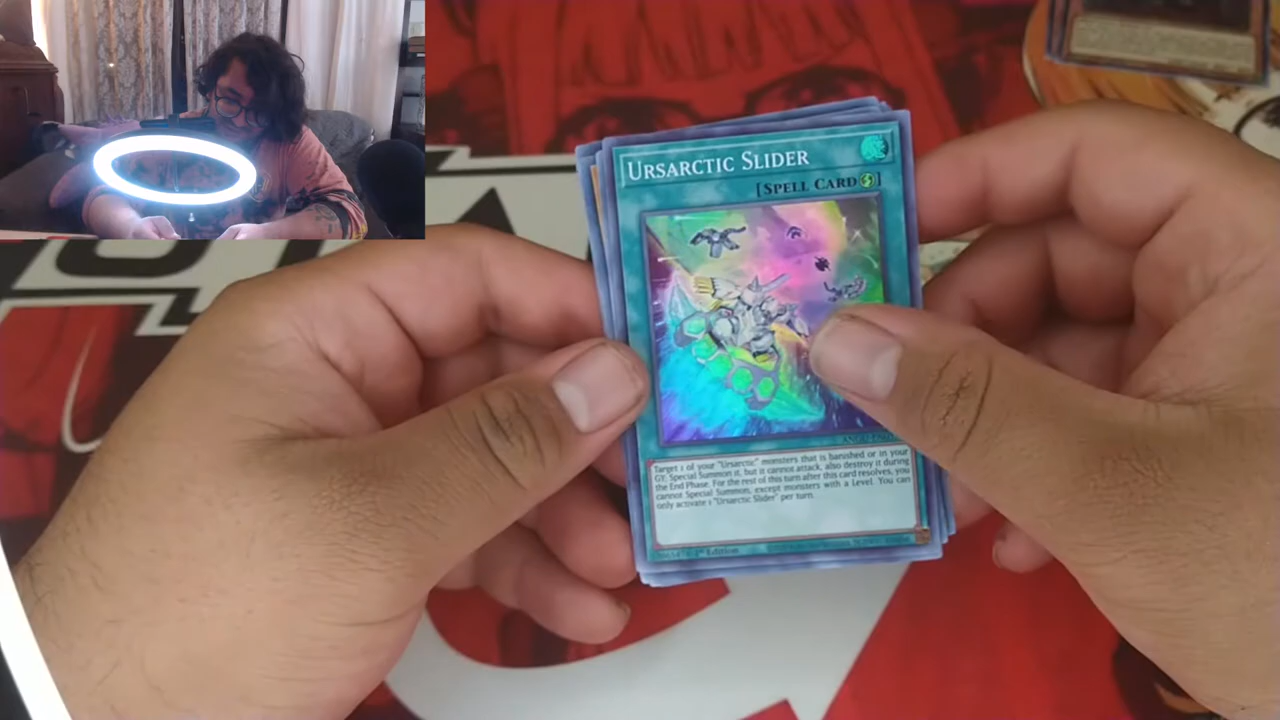 URSARCTIC SLIDER
[SPELL CARD]
Target 1 of your "Ursarctic" monsters that is banished or in your
GY; Special Summon it, but it cannot attack, also destroy it during
the End Phase. For the rest of this turn after this card resolves, you
cannot Special Summon, except monsters with a Level. You can
only activate 1 "Ursarctic Slider" per turn.
1st Edition